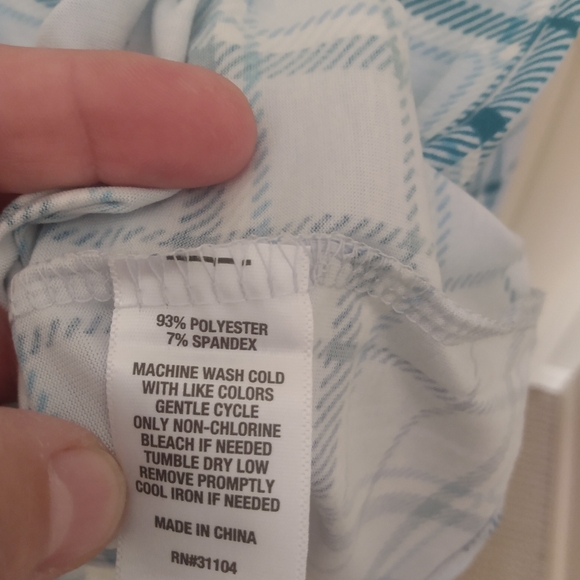 93% POLYESTER
7% SPANDEX
MACHINE WASH COLD
WITH LIKE COLORS
GENTLE CYCLE
ONLY NON-CHLORINE
BLEACH IF NEEDED
TUMBLE DRY LOW
REMOVE PROMPTLY
COOL IRON IF NEEDED
MADE IN CHINA
RN#31104